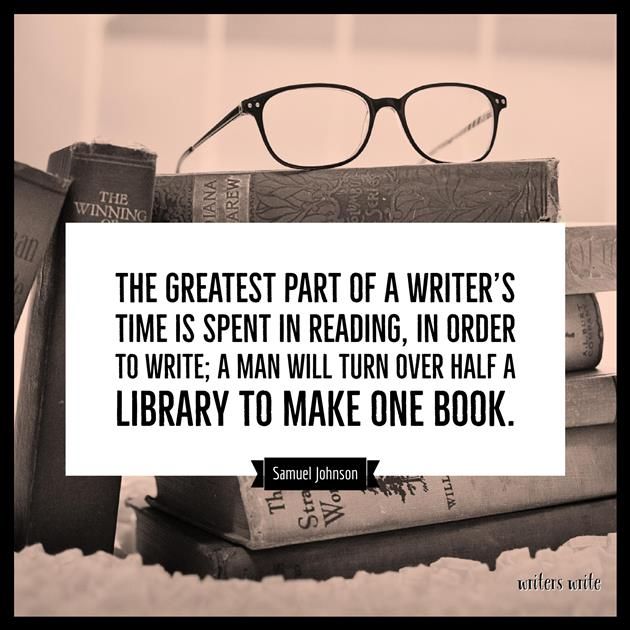 THE
WINNING
THE GREATEST PART OF A WRITER'S
TIME IS SPENT IN READING, IN ORDER
TO WRITE; A MAN WILL TURN OVER HALF A
LIBRARY TO MAKE ONE BOOK.
Samuel Johnson
writers write